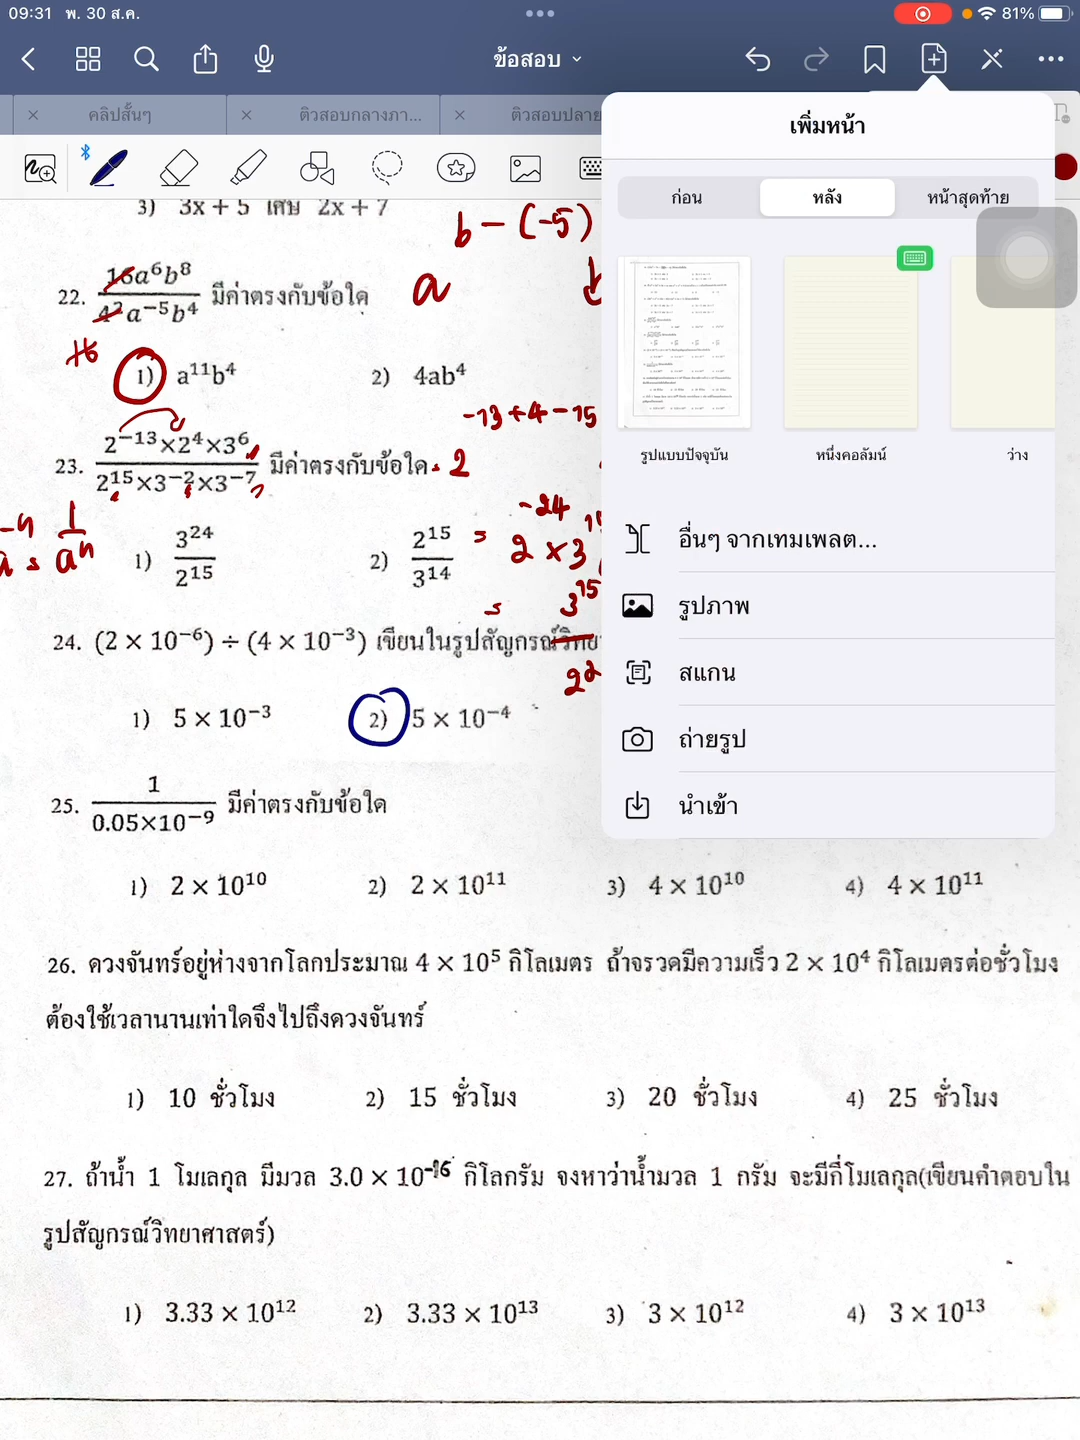 09:31 พ. 30 ส.ค.
81%
ข้อสอบ
คลิปสั้นๆ
ติวสอบกลางภา...
ติวสอบปลาย
เพิ่มหน้า
ก่อน
หลัง
หน้าสุดท้าย
รูปแบบปัจจุบัน
หนึ่งคอลัมน์
ว่าง
อื่นๆ จากเทมเพลต...
รูปภาพ
สแกน
ถ่ายรูป
นำเข้า
3) 3x + 5 เศษ 2x + 7
b - (-5)
22. 16a⁶b⁸ / 4²a⁻⁵b⁴ มีค่าตรงกับข้อใด a
16
1) a¹¹b⁴ 2) 4ab⁴
-13+4-15
23. 2⁻¹³×2⁴×3⁶ / 2¹⁵×3⁻²×3⁻⁷ มีค่าตรงกับข้อใด = 2
a⁻ⁿ = 1/aⁿ
1) 3²⁴/2¹⁵ 2) 2¹⁵/3¹⁴
= 2⁻²⁴ × 3
= 3¹⁵
24. (2 × 10⁻⁶) ÷ (4 × 10⁻³) เขียนในรูปสัญกรณ์วิทย
1) 5 × 10⁻³ 2) 5 × 10⁻⁴
25. 1 / 0.05×10⁻⁹ มีค่าตรงกับข้อใด
1) 2 × 10¹⁰ 2) 2 × 10¹¹ 3) 4 × 10¹⁰ 4) 4 × 10¹¹
26. ดวงจันทร์อยู่ห่างจากโลกประมาณ 4 × 10⁵ กิโลเมตร ถ้าจรวดมีความเร็ว 2 × 10⁴ กิโลเมตรต่อชั่วโมง
ต้องใช้เวลานานเท่าใดจึงไปถึงดวงจันทร์
1) 10 ชั่วโมง 2) 15 ชั่วโมง 3) 20 ชั่วโมง 4) 25 ชั่วโมง
27. ถ้าน้ำ 1 โมเลกุล มีมวล 3.0 × 10⁻¹⁶ กิโลกรัม จงหาว่าน้ำมวล 1 กรัม จะมีกี่โมเลกุล(เขียนคำตอบใน
รูปสัญกรณ์วิทยาศาสตร์)
1) 3.33 × 10¹² 2) 3.33 × 10¹³ 3) 3 × 10¹² 4) 3 × 10¹³